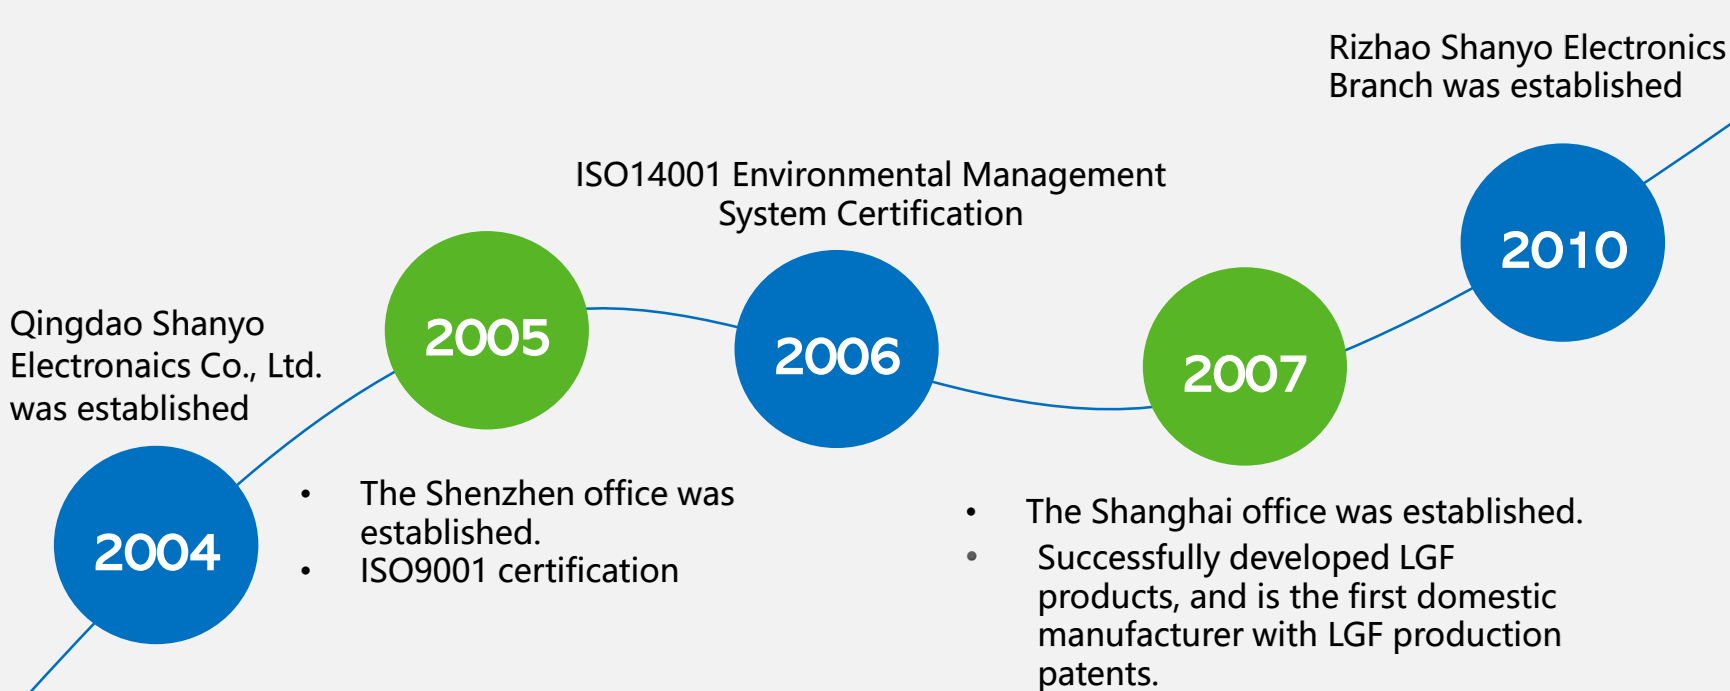 Qingdao Shanyo
Electronaics Co., Ltd.
was established
2004
2005
• The Shenzhen office was
established.
• ISO9001 certification
ISO14001 Environmental Management
System Certification
2006
2007
• The Shanghai office was established.
• Successfully developed LGF
products, and is the first domestic
manufacturer with LGF production
patents.
Rizhao Shanyo Electronics
Branch was established
2010